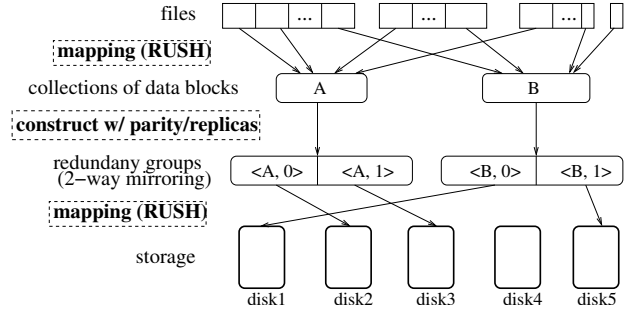 files
...
...
...
mapping (RUSH)
collections of data blocks
A
B
construct w/ parity/replicas
redundany groups
(2−way mirroring)
<A, 0>
<A, 1>
<B, 0>
<B, 1>
mapping (RUSH)
storage
disk1
disk2
disk3
disk4
disk5